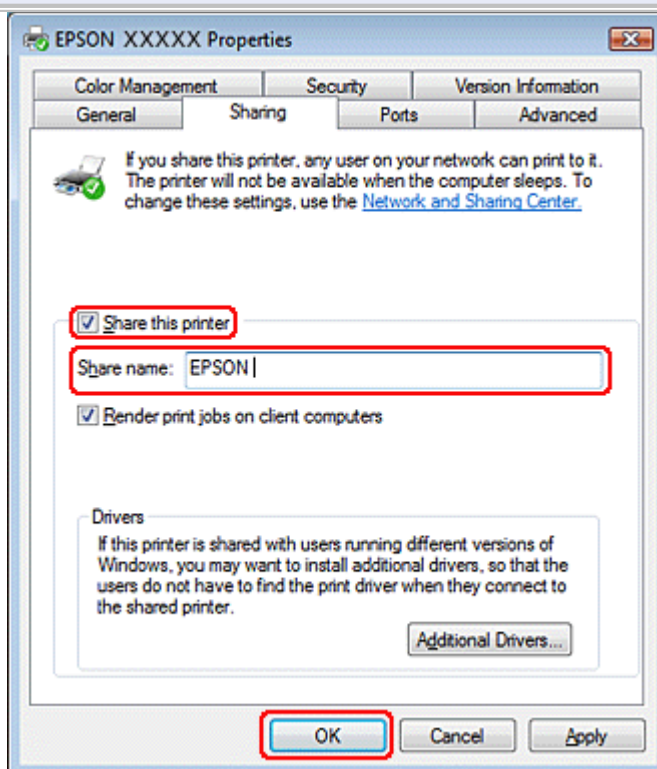 EPSON XXXXX Properties
Color Management Security Version Information
General Sharing Ports Advanced
If you share this printer, any user on your network can print to it.
The printer will not be available when the computer sleeps. To
change these settings, use the Network and Sharing Center.
Share this printer
Share name: EPSON
Render print jobs on client computers
Drivers
If this printer is shared with users running different versions of
Windows, you may want to install additional drivers, so that the
users do not have to find the print driver when they connect to
the shared printer.
Additional Drivers...
OK Cancel Apply